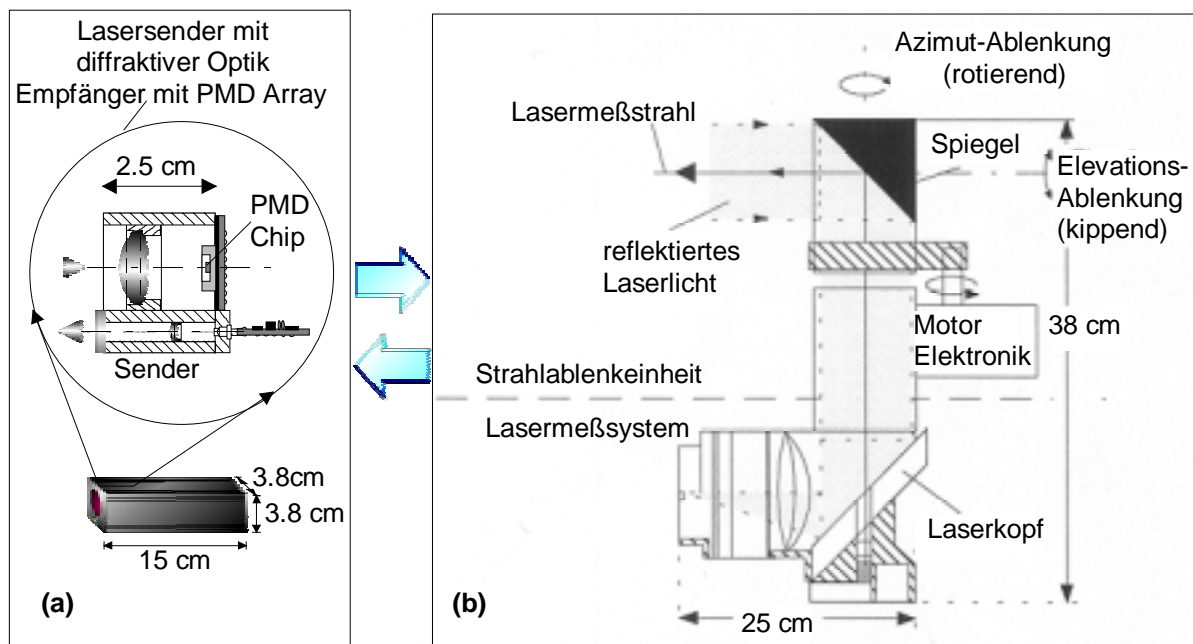 Lasersender mit
diffraktiver Optik
Empfänger mit PMD Array
2.5 cm
PMD
Chip
Sender
3.8cm
3.8 cm
15 cm
(a)
Azimut-Ablenkung
(rotierend)
Lasermeßstrahl
Spiegel
Elevations-
Ablenkung
(kippend)
reflektiertes
Laserlicht
Motor
Elektronik
38 cm
Strahlablenkeinheit
Lasermeßsystem
Laserkopf
25 cm
(b)